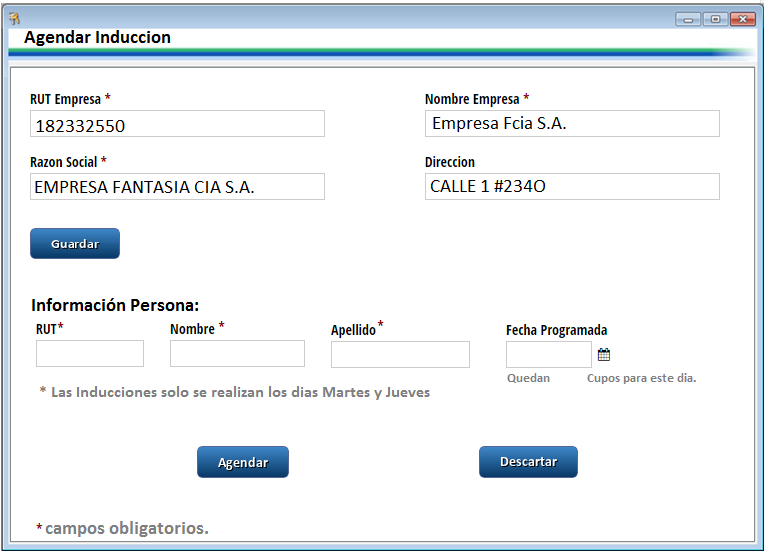 Agendar Induccion
RUT Empresa * Nombre Empresa *
182332550 Empresa Fcia S.A.
Razon Social * Direccion
EMPRESA FANTASIA CIA S.A. CALLE 1 #234O
Guardar
Información Persona:
RUT* Nombre * Apellido* Fecha Programada
Quedan Cupos para este dia.
* Las Inducciones solo se realizan los dias Martes y Jueves
Agendar Descartar
* campos obligatorios.